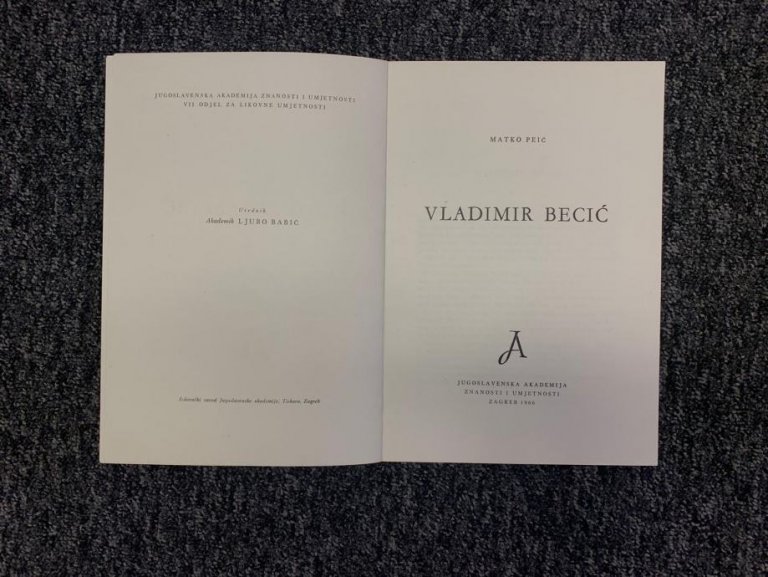 JUGOSLAVENSKA AKADEMIJA ZNANOSTI I UMJETNOSTI
VII ODJEL ZA LIKOVNE UMJETNOSTI
Urednik
Akademik LJUBO BABIĆ
Izdavački zavod Jugoslavenske akademije, Tiskara, Zagreb
MATKO PEIĆ
VLADIMIR BECIĆ
A
JUGOSLAVENSKA AKADEMIJA
ZNANOSTI I UMJETNOSTI
ZAGREB 1966